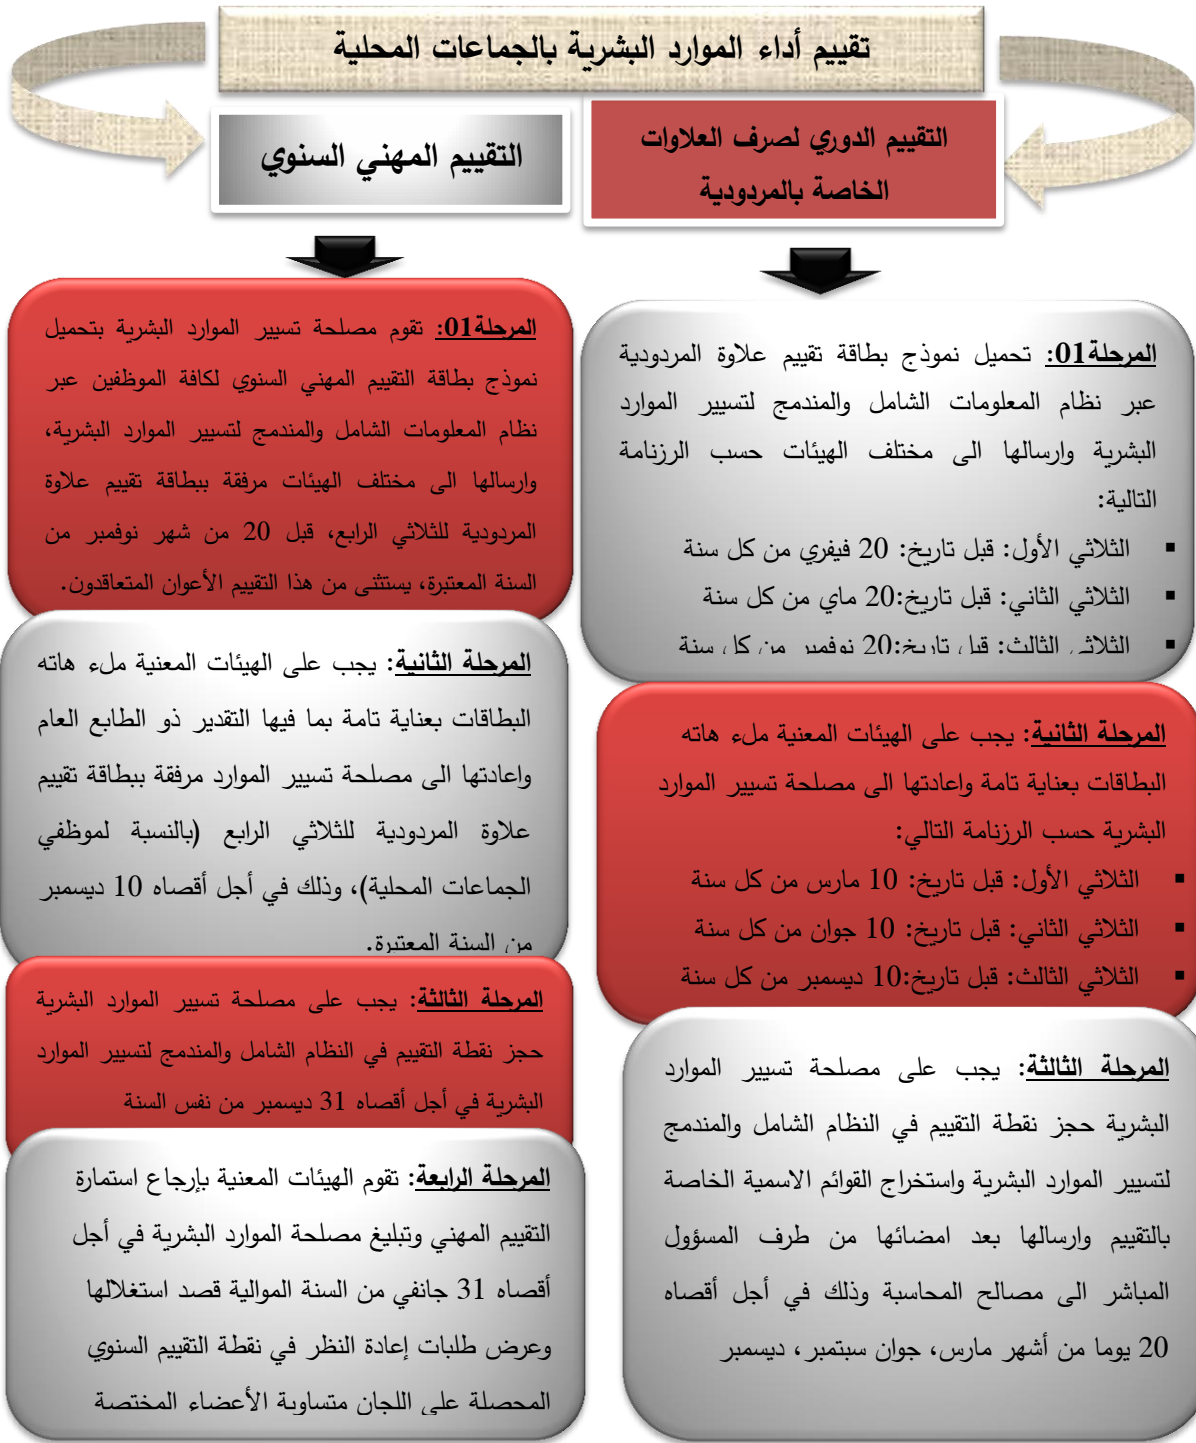 تقييم أداء الموارد البشرية بالجماعات المحلية
التقييم الدوري لصرف العلاوات
الخاصة بالمردودية
المرحلة01: تحميل نموذج بطاقة تقييم علاوة المردودية
عبر نظام المعلومات الشامل والمندمج لتسيير الموارد
البشرية وارسالها الى مختلف الهيئات حسب الرزنامة
التالية:
▪ الثلاثي الأول: قبل تاريخ: 20 فيفري من كل سنة
▪ الثلاثي الثاني: قبل تاريخ:20 ماي من كل سنة
▪ الثلاثي الثالث: قبل تاريخ:20 نوفمبر من كل سنة
المرحلة الثانية: يجب على الهيئات المعنية ملء هاته
البطاقات بعناية تامة واعادتها الى مصلحة تسيير الموارد
البشرية حسب الرزنامة التالي:
▪ الثلاثي الأول: قبل تاريخ: 10 مارس من كل سنة
▪ الثلاثي الثاني: قبل تاريخ: 10 جوان من كل سنة
▪ الثلاثي الثالث: قبل تاريخ:10 ديسمبر من كل سنة
المرحلة الثالثة: يجب على مصلحة تسيير الموارد
البشرية حجز نقطة التقييم في النظام الشامل والمندمج
لتسيير الموارد البشرية واستخراج القوائم الاسمية الخاصة
بالتقييم وارسالها بعد امضائها من طرف المسؤول
المباشر الى مصالح المحاسبة وذلك في أجل أقصاه
20 يوما من أشهر مارس، جوان سبتمبر، ديسمبر
التقييم المهني السنوي
المرحلة01: تقوم مصلحة تسيير الموارد البشرية بتحميل
نموذج بطاقة التقييم المهني السنوي لكافة الموظفين عبر
نظام المعلومات الشامل والمندمج لتسيير الموارد البشرية،
وارسالها الى مختلف الهيئات مرفقة ببطاقة تقييم علاوة
المردودية للثلاثي الرابع، قبل 20 من شهر نوفمبر من
السنة المعتبرة، يستثنى من هذا التقييم الأعوان المتعاقدون.
المرحلة الثانية: يجب على الهيئات المعنية ملء هاته
البطاقات بعناية تامة بما فيها التقدير ذو الطابع العام
واعادتها الى مصلحة تسيير الموارد مرفقة ببطاقة تقييم
علاوة المردودية للثلاثي الرابع (بالنسبة لموظفي
الجماعات المحلية)، وذلك في أجل أقصاه 10 ديسمبر
من السنة المعتبرة.
المرحلة الثالثة: يجب على مصلحة تسيير الموارد البشرية
حجز نقطة التقييم في النظام الشامل والمندمج لتسيير الموارد
البشرية في أجل أقصاه 31 ديسمبر من نفس السنة
المرحلة الرابعة: تقوم الهيئات المعنية بإرجاع استمارة
التقييم المهني وتبليغ مصلحة الموارد البشرية في أجل
أقصاه 31 جانفي من السنة الموالية قصد استغلالها
وعرض طلبات إعادة النظر في نقطة التقييم السنوي
المحصلة على اللجان متساوية الأعضاء المختصة